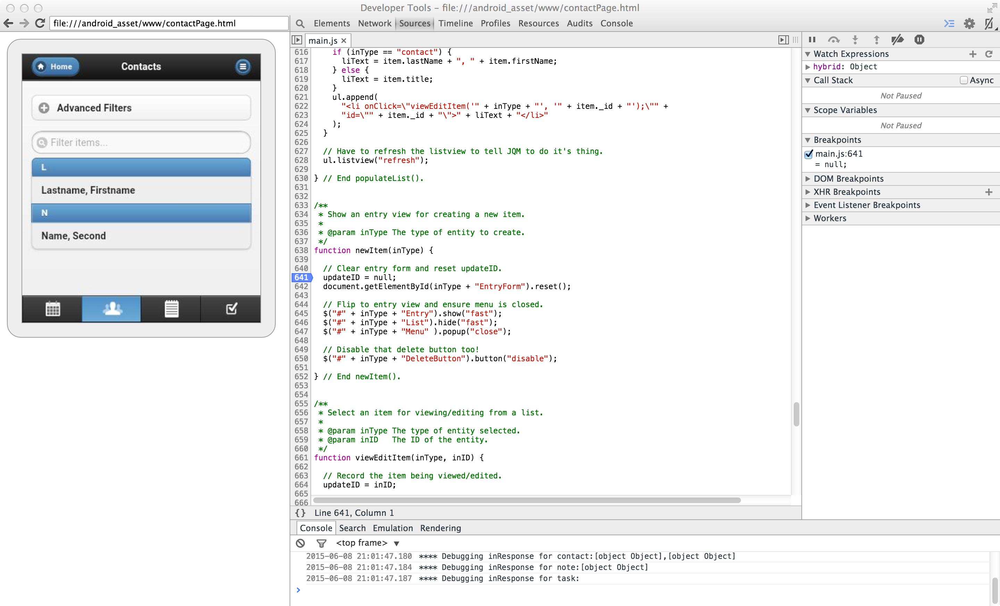 Developer Tools – file:///android_asset/www/contactPage.html
file:///android_asset/www/contactPage.html
Elements Network Sources Timeline Profiles Resources Audits Console
Home
Contacts
Advanced Filters
Filter items...
L
Lastname, Firstname
N
Name, Second
main.js ×
616     if (inType == "contact") {
617       liText = item.lastName + ", " + item.firstName;
618     } else {
619       liText = item.title;
620     }
621     ul.append(
622       "<li onClick=\"viewEditItem('" + inType + "', '" + item._id + "');\"" +
623       "id=\"" + item._id + "\">" + liText + "</li>"
624     );
625   }
626
627   // Have to refresh the listview to tell JQM to do it's thing.
628   ul.listview("refresh");
629
630 } // End populateList().
631
632
633 /**
634  * Show an entry view for creating a new item.
635  *
636  * @param inType The type of entity to create.
637  */
638 function newItem(inType) {
639
640   // Clear entry form and reset updateID.
641   updateID = null;
642   document.getElementById(inType + "EntryForm").reset();
643
644   // Flip to entry view and ensure menu is closed.
645   $("#" + inType + "Entry").show("fast");
646   $("#" + inType + "List").hide("fast");
647   $("#" + inType + "Menu" ).popup("close");
648
649   // Disable that delete button too!
650   $("#" + inType + "DeleteButton").button("disable");
651
652 } // End newItem().
653
654
655 /**
656  * Select an item for viewing/editing from a list.
657  *
658  * @param inType The type of entity selected.
659  * @param inID   The ID of the entity.
660  */
661 function viewEditItem(inType, inID) {
662
663   // Record the item being viewed/edited.
664   updateID = inID;
665
666
{} Line 641, Column 1
Watch Expressions
hybrid: Object
Call Stack Async
Not Paused
Scope Variables
Not Paused
Breakpoints
main.js:641
= null;
DOM Breakpoints
XHR Breakpoints
Event Listener Breakpoints
Workers
Console Search Emulation Rendering
<top frame> ▼
2015-06-08 21:01:47.180 **** Debugging inResponse for contact:[object Object],[object Object]
2015-06-08 21:01:47.184 **** Debugging inResponse for note:[object Object]
2015-06-08 21:01:47.187 **** Debugging inResponse for task:
>